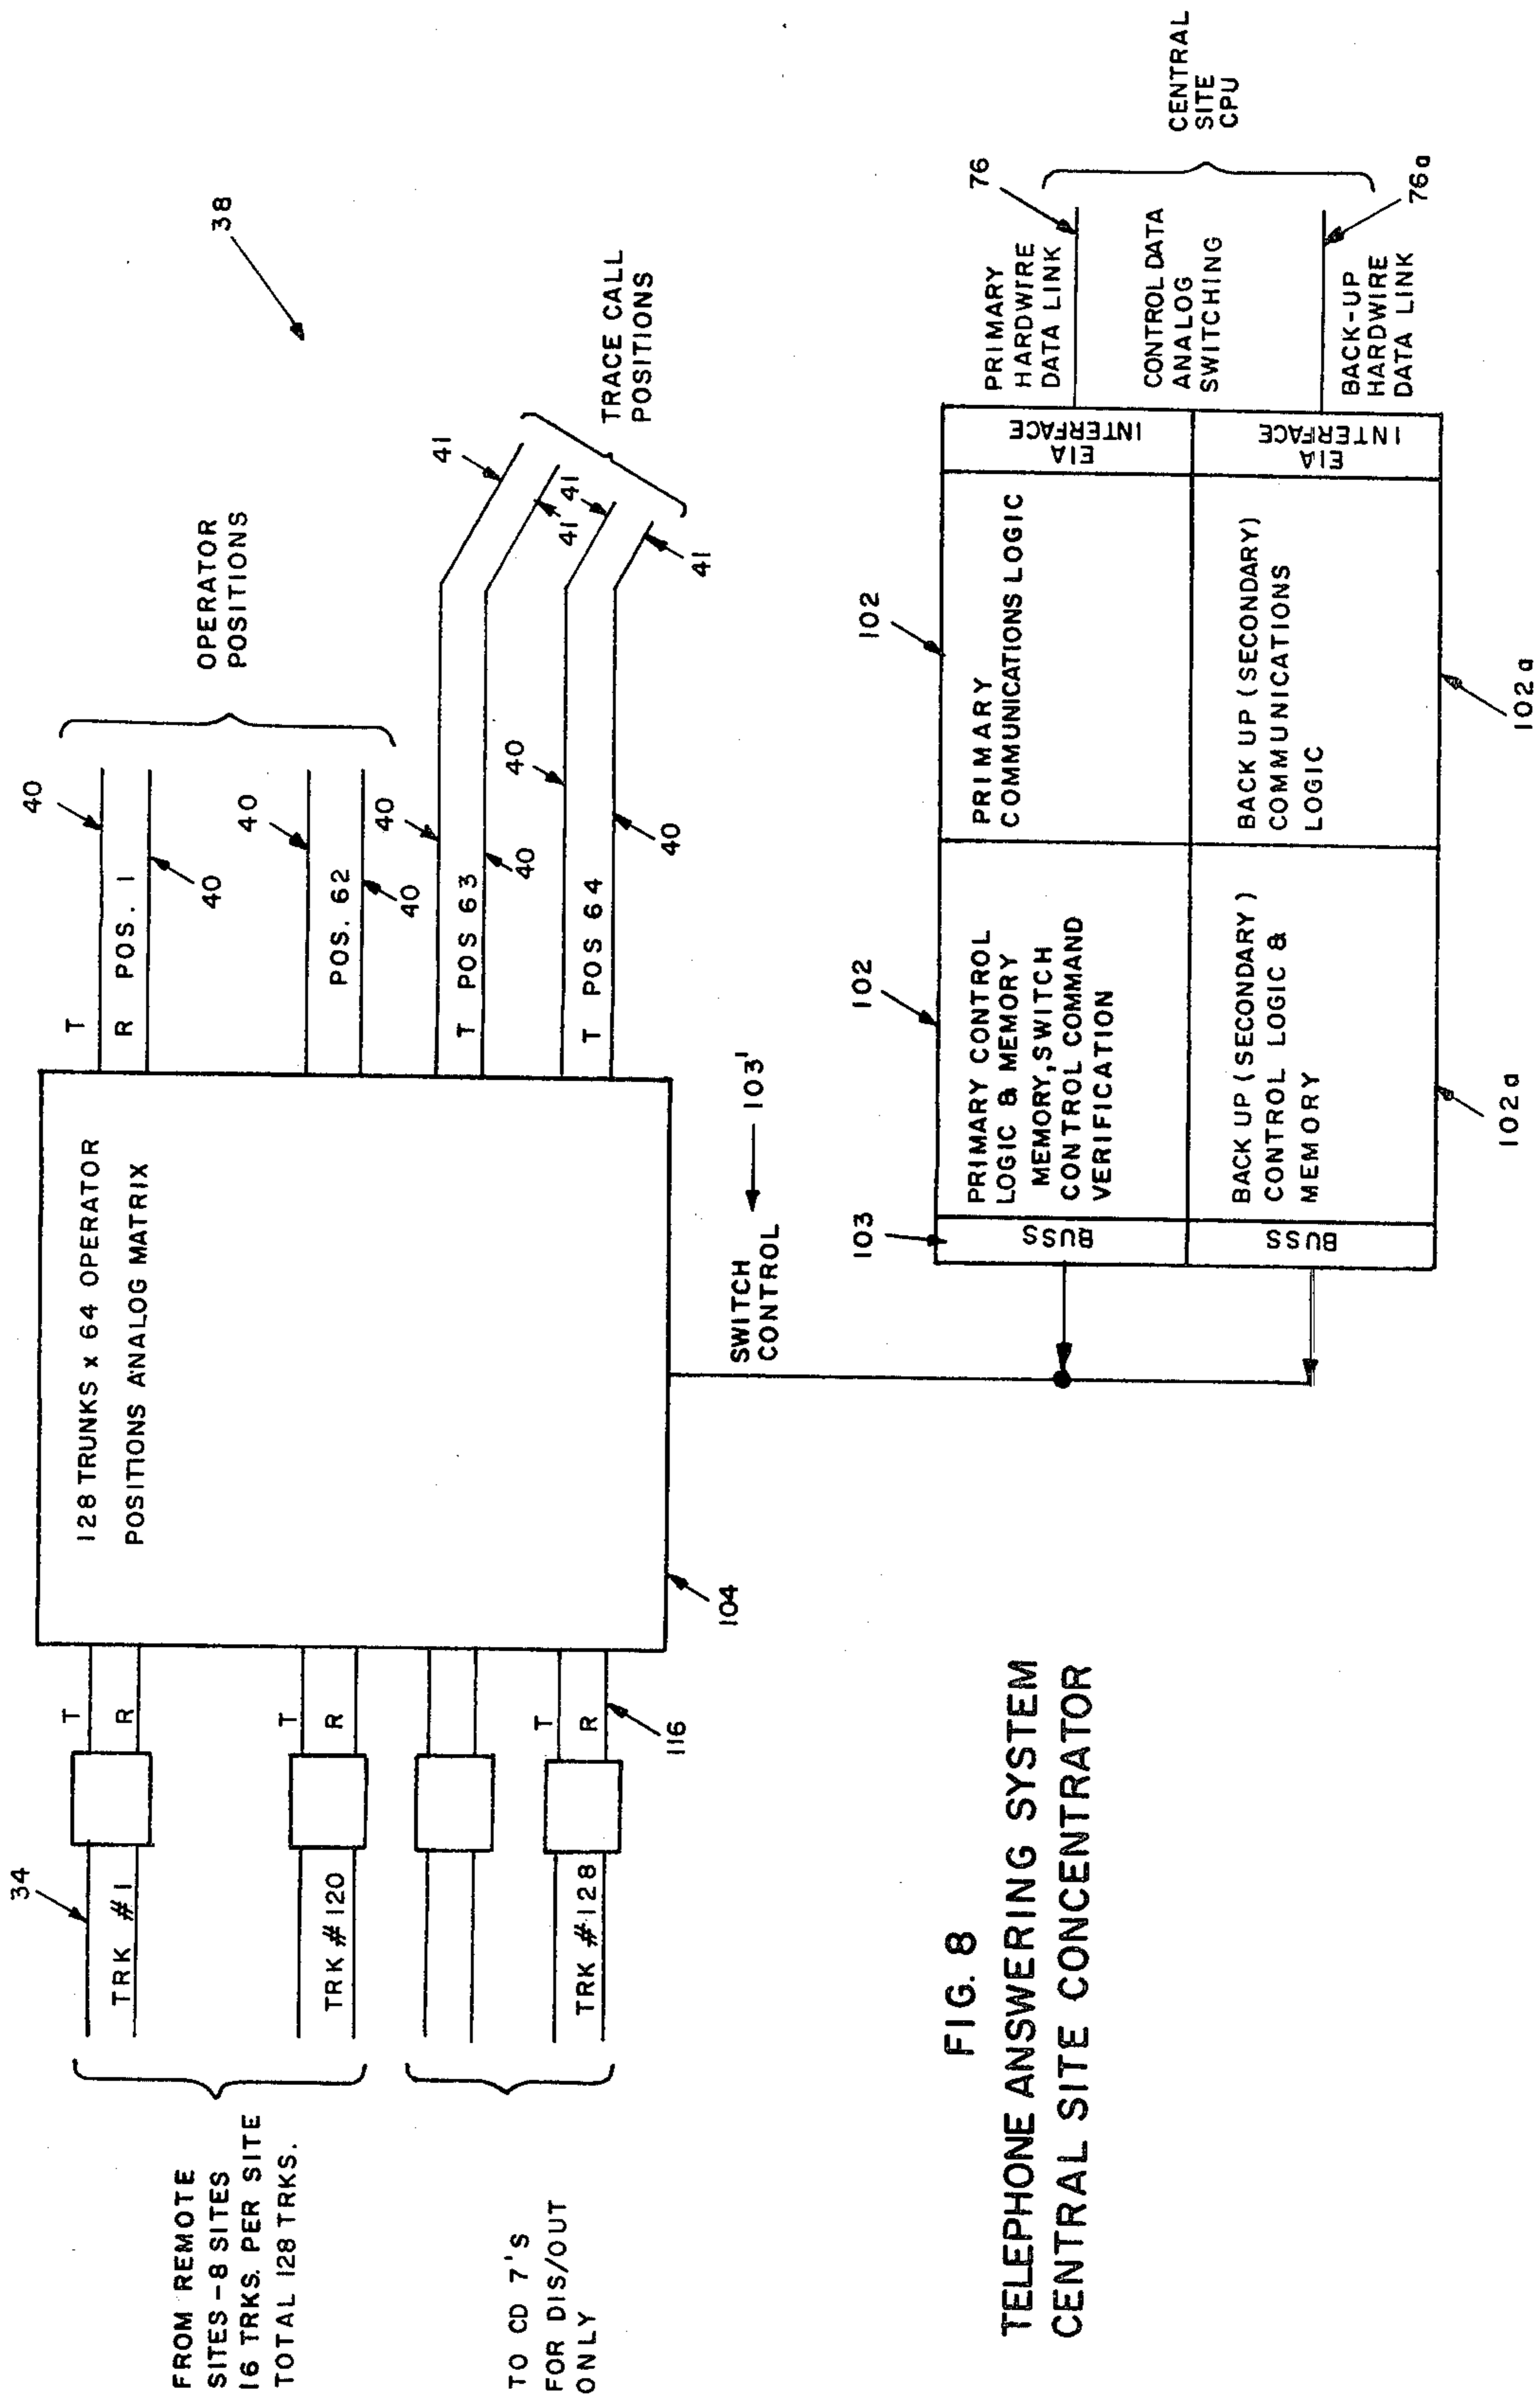 38
OPERATOR
POSITIONS
TRACE CALL
POSITIONS
128 TRUNKS x 64 OPERATOR
POSITIONS ANALOG MATRIX
34
T
TRK #1
R
T
TRK #120
R
T
TRK #128
R
116
104
T
R POS. 1
40
40
POS. 62
40
40
T POS 63
40
40
T POS 64
40
40
41
41
41
41
FROM REMOTE
SITES - 8 SITES
16 TRKS. PER SITE
TOTAL 128 TRKS.
TO CD 7'S
FOR DIS/OUT
ONLY
SWITCH
CONTROL
103'
103
BUSS
BUSS
102
PRIMARY CONTROL
LOGIC & MEMORY
MEMORY, SWITCH
CONTROL COMMAND
VERIFICATION
102
PRIMARY
COMMUNICATIONS LOGIC
BACK UP (SECONDARY)
CONTROL LOGIC &
MEMORY
102a
BACK UP (SECONDARY)
COMMUNICATIONS
LOGIC
102a
EIA
INTERFACE
EIA
INTERFACE
PRIMARY
HARDWIRE
DATA LINK
76
CONTROL DATA
ANALOG
SWITCHING
BACK-UP
HARDWIRE
DATA LINK
76a
CENTRAL
SITE
CPU
FIG. 8
TELEPHONE ANSWERING SYSTEM
CENTRAL SITE CONCENTRATOR